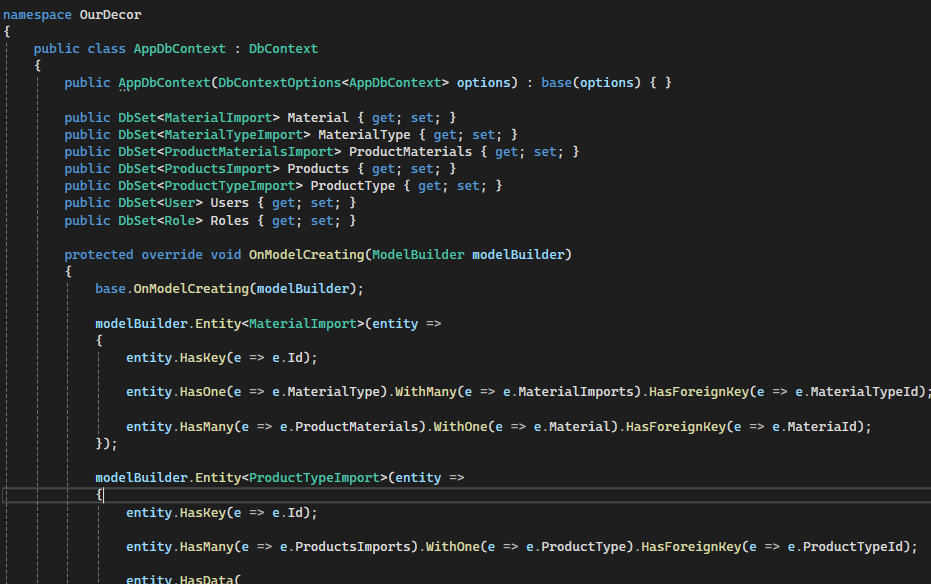 namespace OurDecor
{
public class AppDbContext : DbContext
{
public AppDbContext(DbContextOptions<AppDbContext> options) : base(options) { }
public DbSet<MaterialImport> Material { get; set; }
public DbSet<MaterialTypeImport> MaterialType { get; set; }
public DbSet<ProductMaterialsImport> ProductMaterials { get; set; }
public DbSet<ProductsImport> Products { get; set; }
public DbSet<ProductTypeImport> ProductType { get; set; }
public DbSet<User> Users { get; set; }
public DbSet<Role> Roles { get; set; }
protected override void OnModelCreating(ModelBuilder modelBuilder)
{
base.OnModelCreating(modelBuilder);
modelBuilder.Entity<MaterialImport>(entity =>
{
entity.HasKey(e => e.Id);
entity.HasOne(e => e.MaterialType).WithMany(e => e.MaterialImports).HasForeignKey(e => e.MaterialTypeId);
entity.HasMany(e => e.ProductMaterials).WithOne(e => e.Material).HasForeignKey(e => e.MateriaId);
});
modelBuilder.Entity<ProductTypeImport>(entity =>
{
entity.HasKey(e => e.Id);
entity.HasMany(e => e.ProductsImports).WithOne(e => e.ProductType).HasForeignKey(e => e.ProductTypeId);
entity.HasData(